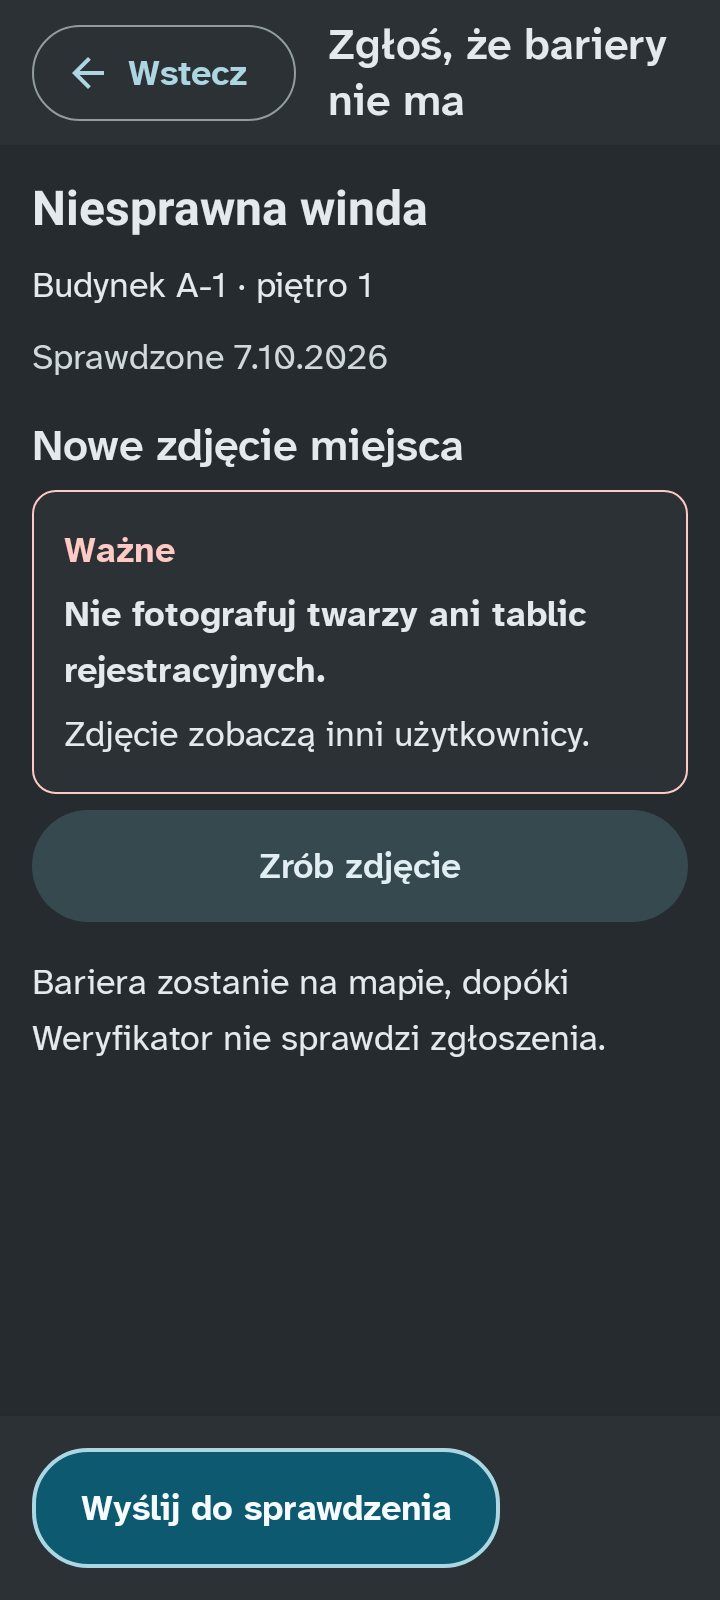 Wstecz
Zgłoś, że bariery
nie ma
Niesprawna winda
Budynek A-1 · piętro 1
Sprawdzone 7.10.2026
Nowe zdjęcie miejsca
Ważne
Nie fotografuj twarzy ani tablic
rejestracyjnych.
Zdjęcie zobaczą inni użytkownicy.
Zrób zdjęcie
Bariera zostanie na mapie, dopóki
Weryfikator nie sprawdzi zgłoszenia.
Wyślij do sprawdzenia